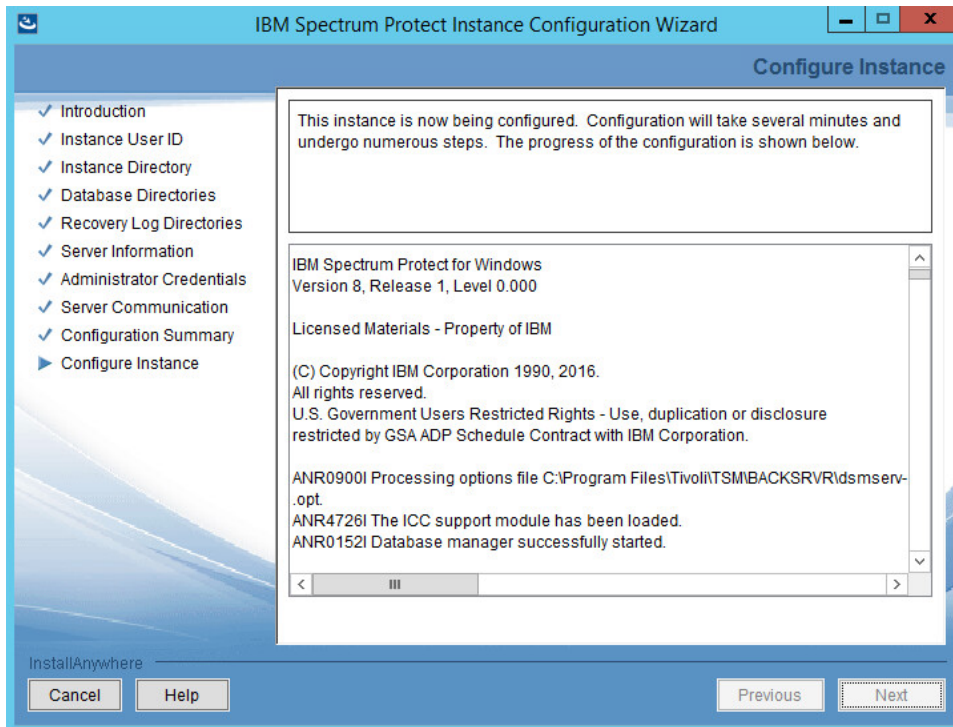 IBM Spectrum Protect Instance Configuration Wizard
Configure Instance
Introduction
Instance User ID
Instance Directory
Database Directories
Recovery Log Directories
Server Information
Administrator Credentials
Server Communication
Configuration Summary
Configure Instance
This instance is now being configured. Configuration will take several minutes and
undergo numerous steps. The progress of the configuration is shown below.
IBM Spectrum Protect for Windows
Version 8, Release 1, Level 0.000
Licensed Materials - Property of IBM
(C) Copyright IBM Corporation 1990, 2016.
All rights reserved.
U.S. Government Users Restricted Rights - Use, duplication or disclosure
restricted by GSA ADP Schedule Contract with IBM Corporation.
ANR0900I Processing options file C:\Program Files\Tivoli\TSM\BACKSRVR\dsmserv-
.opt.
ANR4726I The ICC support module has been loaded.
ANR0152I Database manager successfully started.
InstallAnywhere
Cancel Help Previous Next